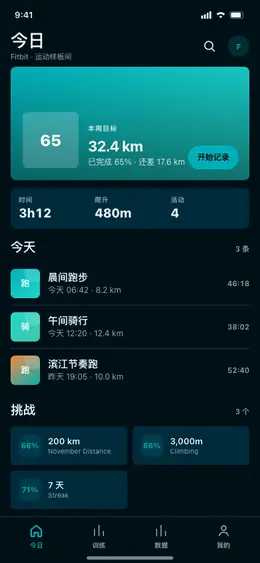 9:41
今日
Fitbit · 运动样板间
F
65
本周目标
32.4 km
已完成 65% · 还差 17.6 km
开始记录
时间 爬升 活动
3h12 480m 4
今天 3 条
跑 晨间跑步 46:18
今天 06:42 · 8.2 km
骑 午间骑行 38:02
今天 12:20 · 12.4 km
跑 滨江节奏跑 52:40
昨天 19:05 · 10.0 km
挑战 3 个
66% 200 km
November Distance
66% 3,000m
Climbing
71% 7 天
Streak
今日 训练 数据 我的